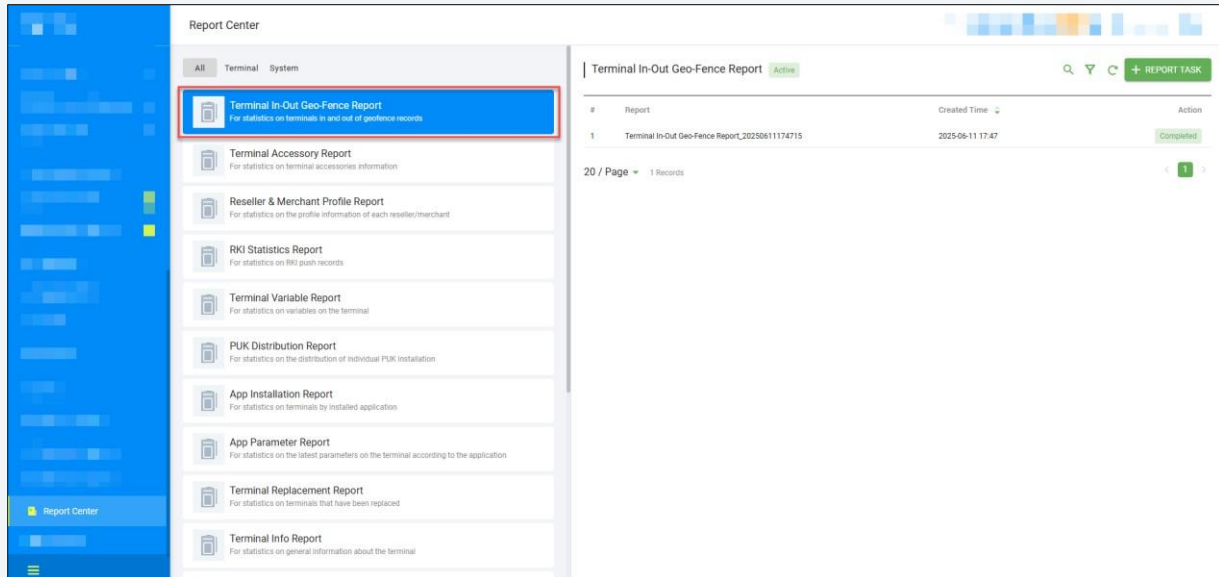 Report Center
All Terminal System
Terminal In-Out Geo-Fence Report
For statistics on terminals in and out of geofence records
Terminal Accessory Report
For statistics on terminal accessories information
Reseller & Merchant Profile Report
For statistics on the profile information of each reseller/merchant
RKI Statistics Report
For statistics on RKI push records
Terminal Variable Report
For statistics on variables on the terminal
PUK Distribution Report
For statistics on the distribution of individual PUK installation
App Installation Report
For statistics on terminals by installed application
App Parameter Report
For statistics on the latest parameters on the terminal according to the application
Terminal Replacement Report
For statistics on terminals that have been replaced
Terminal Info Report
For statistics on general information about the terminal
Report Center
Terminal In-Out Geo-Fence Report Active
+ REPORT TASK
# Report Created Time Action
1 Terminal In-Out Geo-Fence Report_20250611174715 2025-06-11 17:47 Completed
20 / Page 1 Records
< 1 >